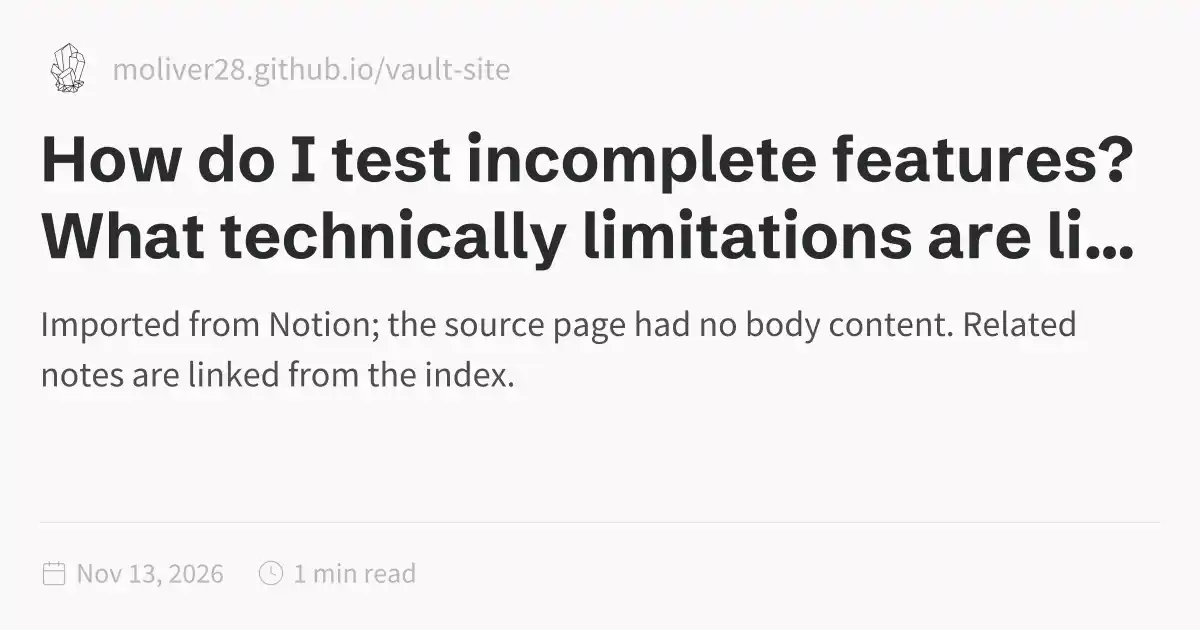 moliver28.github.io/vault-site
How do I test incomplete features?
What technically limitations are li...
Imported from Notion; the source page had no body content. Related
notes are linked from the index.
Nov 13, 2026
1 min read